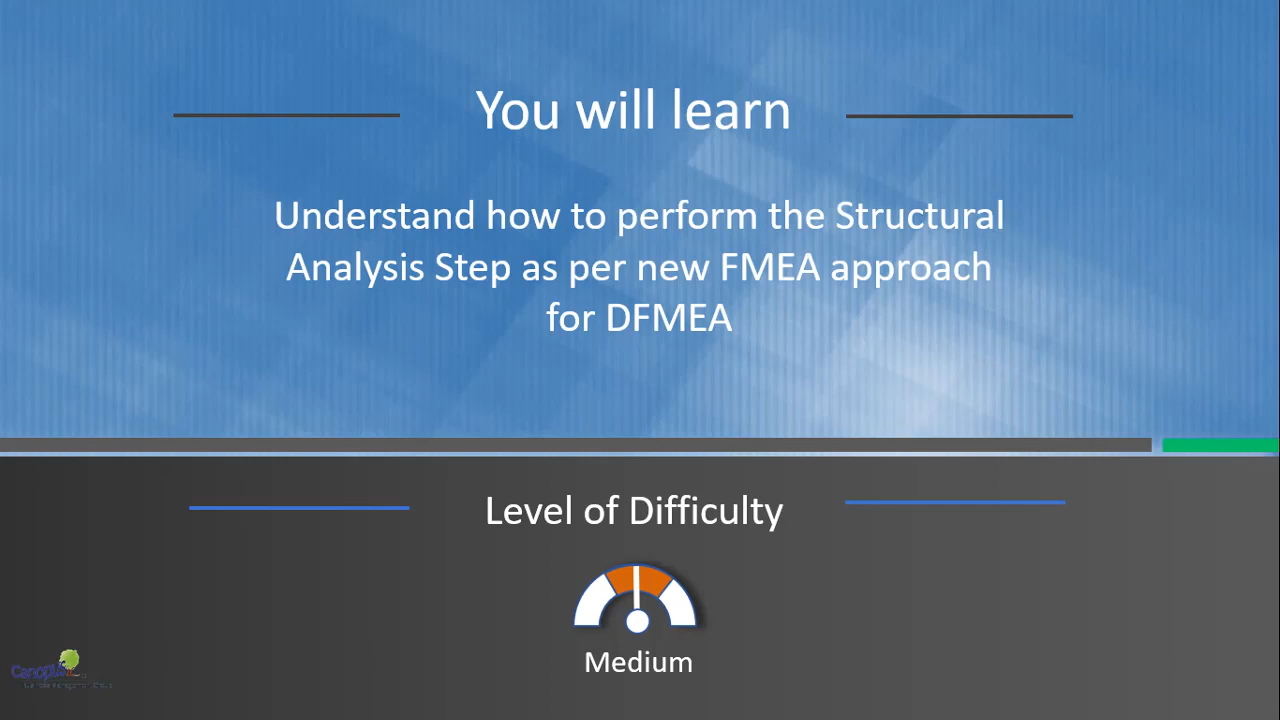 You will learn
Understand how to perform the Structural
Analysis Step as per new FMEA approach
for DFMEA
Level of Difficulty
Medium
Canopus